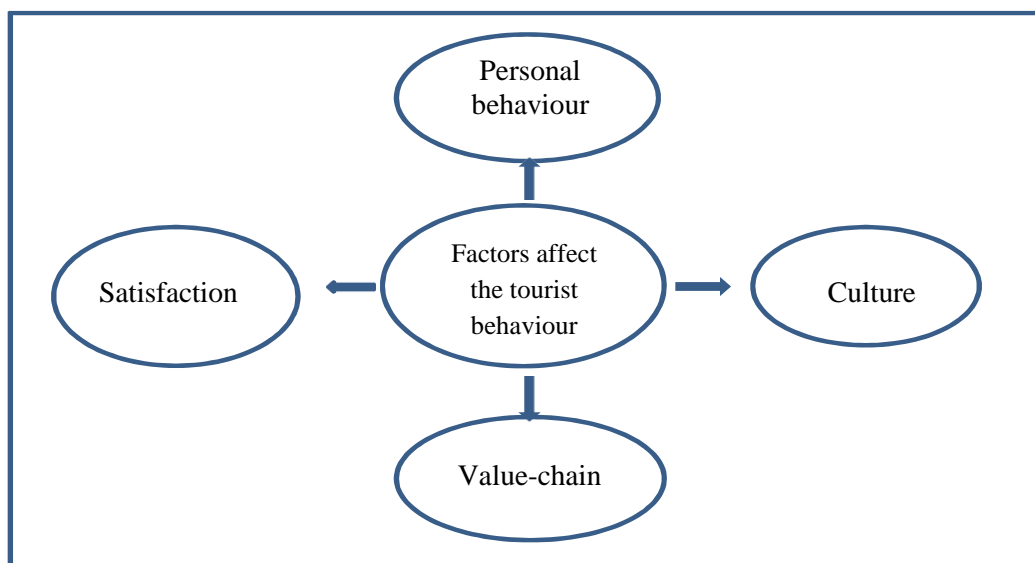 Personal
behaviour
Satisfaction
Factors affect
the tourist
behaviour
Culture
Value-chain